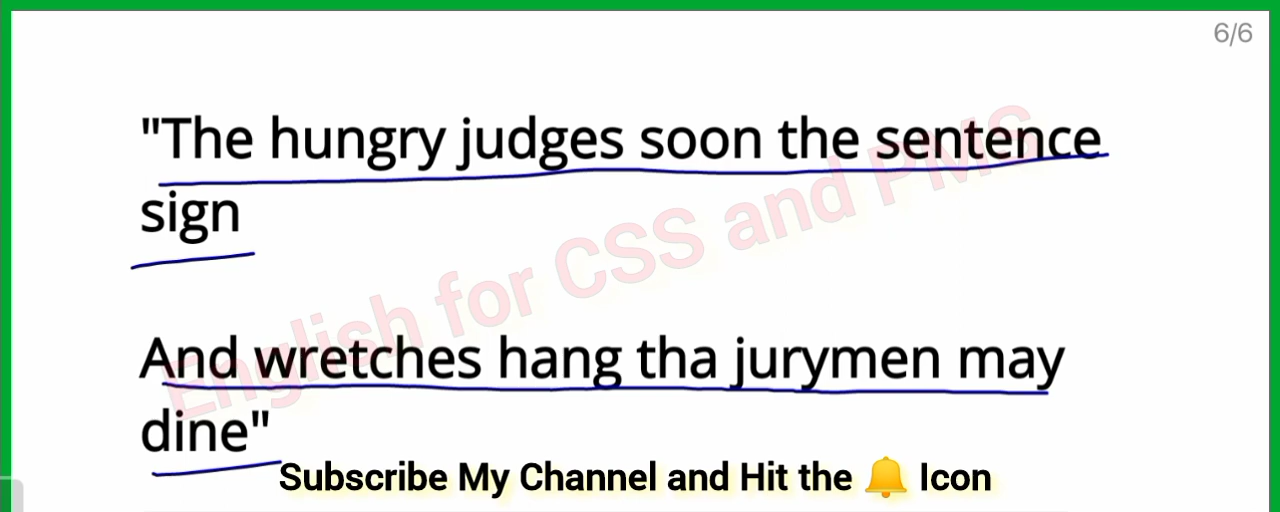 6/6
"The hungry judges soon the sentence
sign
English for CSS and PMS
And wretches hang tha jurymen may
dine"
Subscribe My Channel and Hit the 🔔 Icon